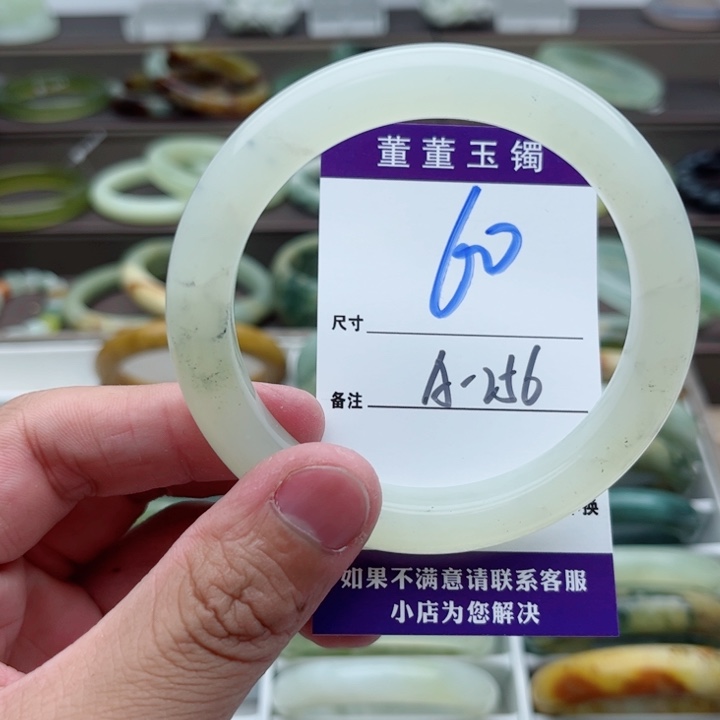 董董玉镯
60
尺寸
备注 A-256
换
如果不满意请联系客服
小店为您解决